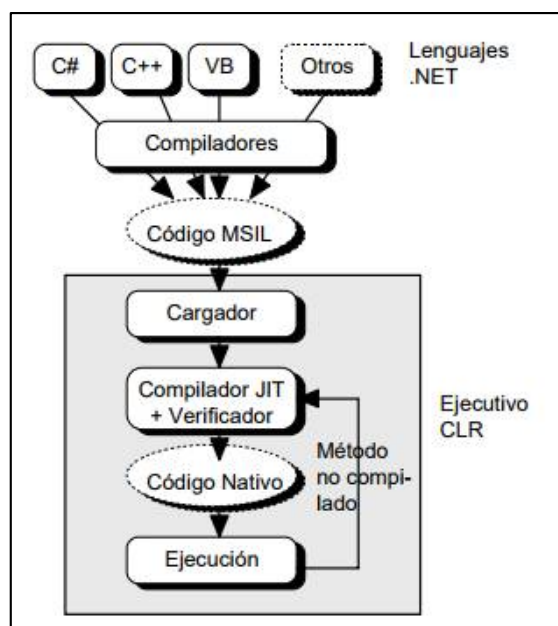 C#
C++
VB
Otros
Lenguajes
.NET
Compiladores
Código MSIL
Cargador
Compilador JIT
+ Verificador
Ejecutivo
CLR
Método
no compi-
lado
Código Nativo
Ejecución